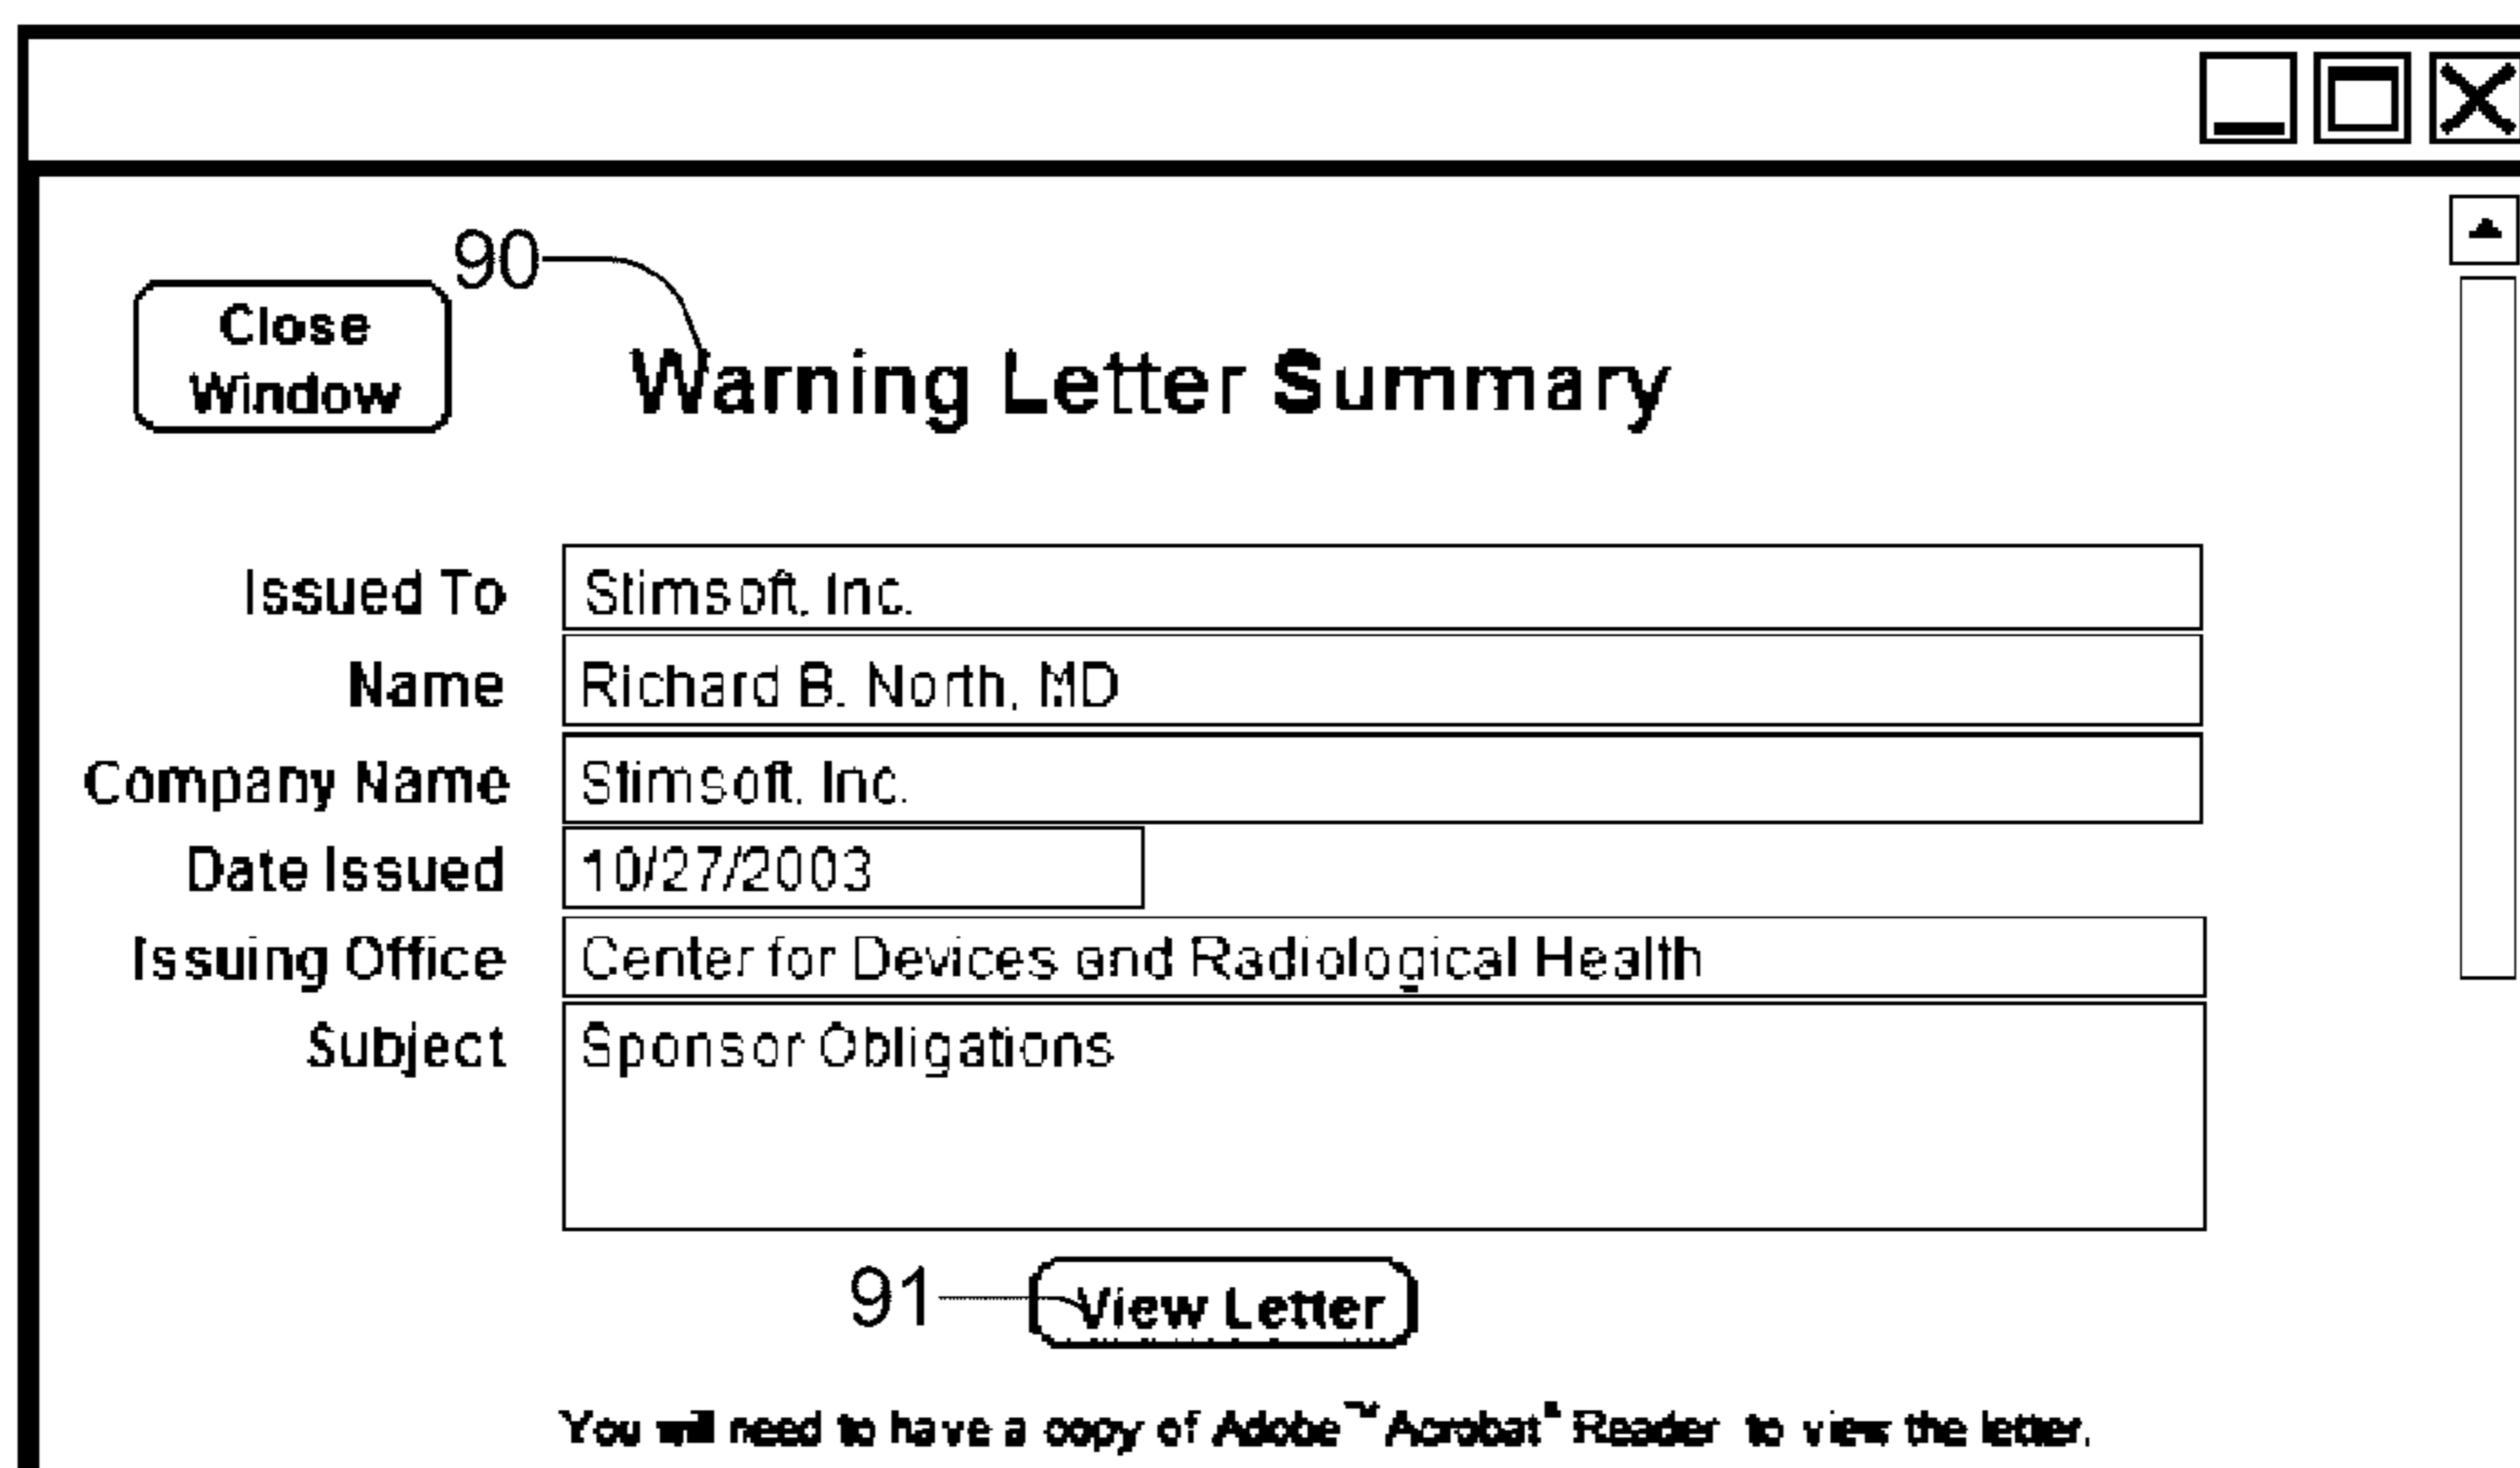 90
Close
Window
Warning Letter Summary
Issued To Stimsoft, Inc.
Name Richard B. North, MD
Company Name Stimsoft, Inc.
Date Issued 10/27/2003
Issuing Office Center for Devices and Radiological Health
Subject Sponsor Obligations
91 View Letter
You will need to have a copy of Adobe™ Acrobat® Reader to view the letter.